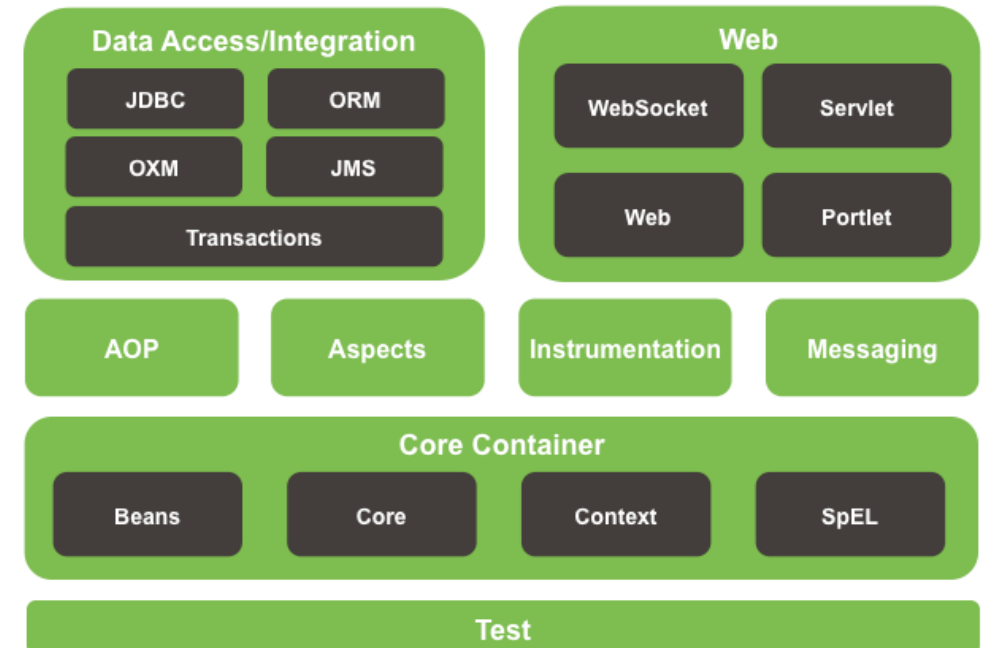 Data Access/Integration
JDBC
ORM
OXM
JMS
Transactions
Web
WebSocket
Servlet
Web
Portlet
AOP
Aspects
Instrumentation
Messaging
Core Container
Beans
Core
Context
SpEL
Test